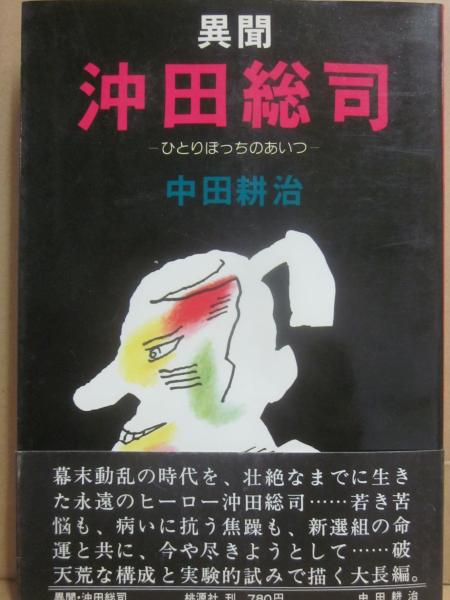 異聞
沖田総司
−ひとりぼっちのあいつ−
中田耕治
幕末動乱の時代を、壮絶なまでに生き
た永遠のヒーロー沖田総司……若き苦
悩も、病いに抗う焦躁も、新選組の命
運と共に、今や尽きようとして……破
天荒な構成と実験的試みで描く大長編。
異聞・沖田総司 桃源社 刊 780円 中田耕治